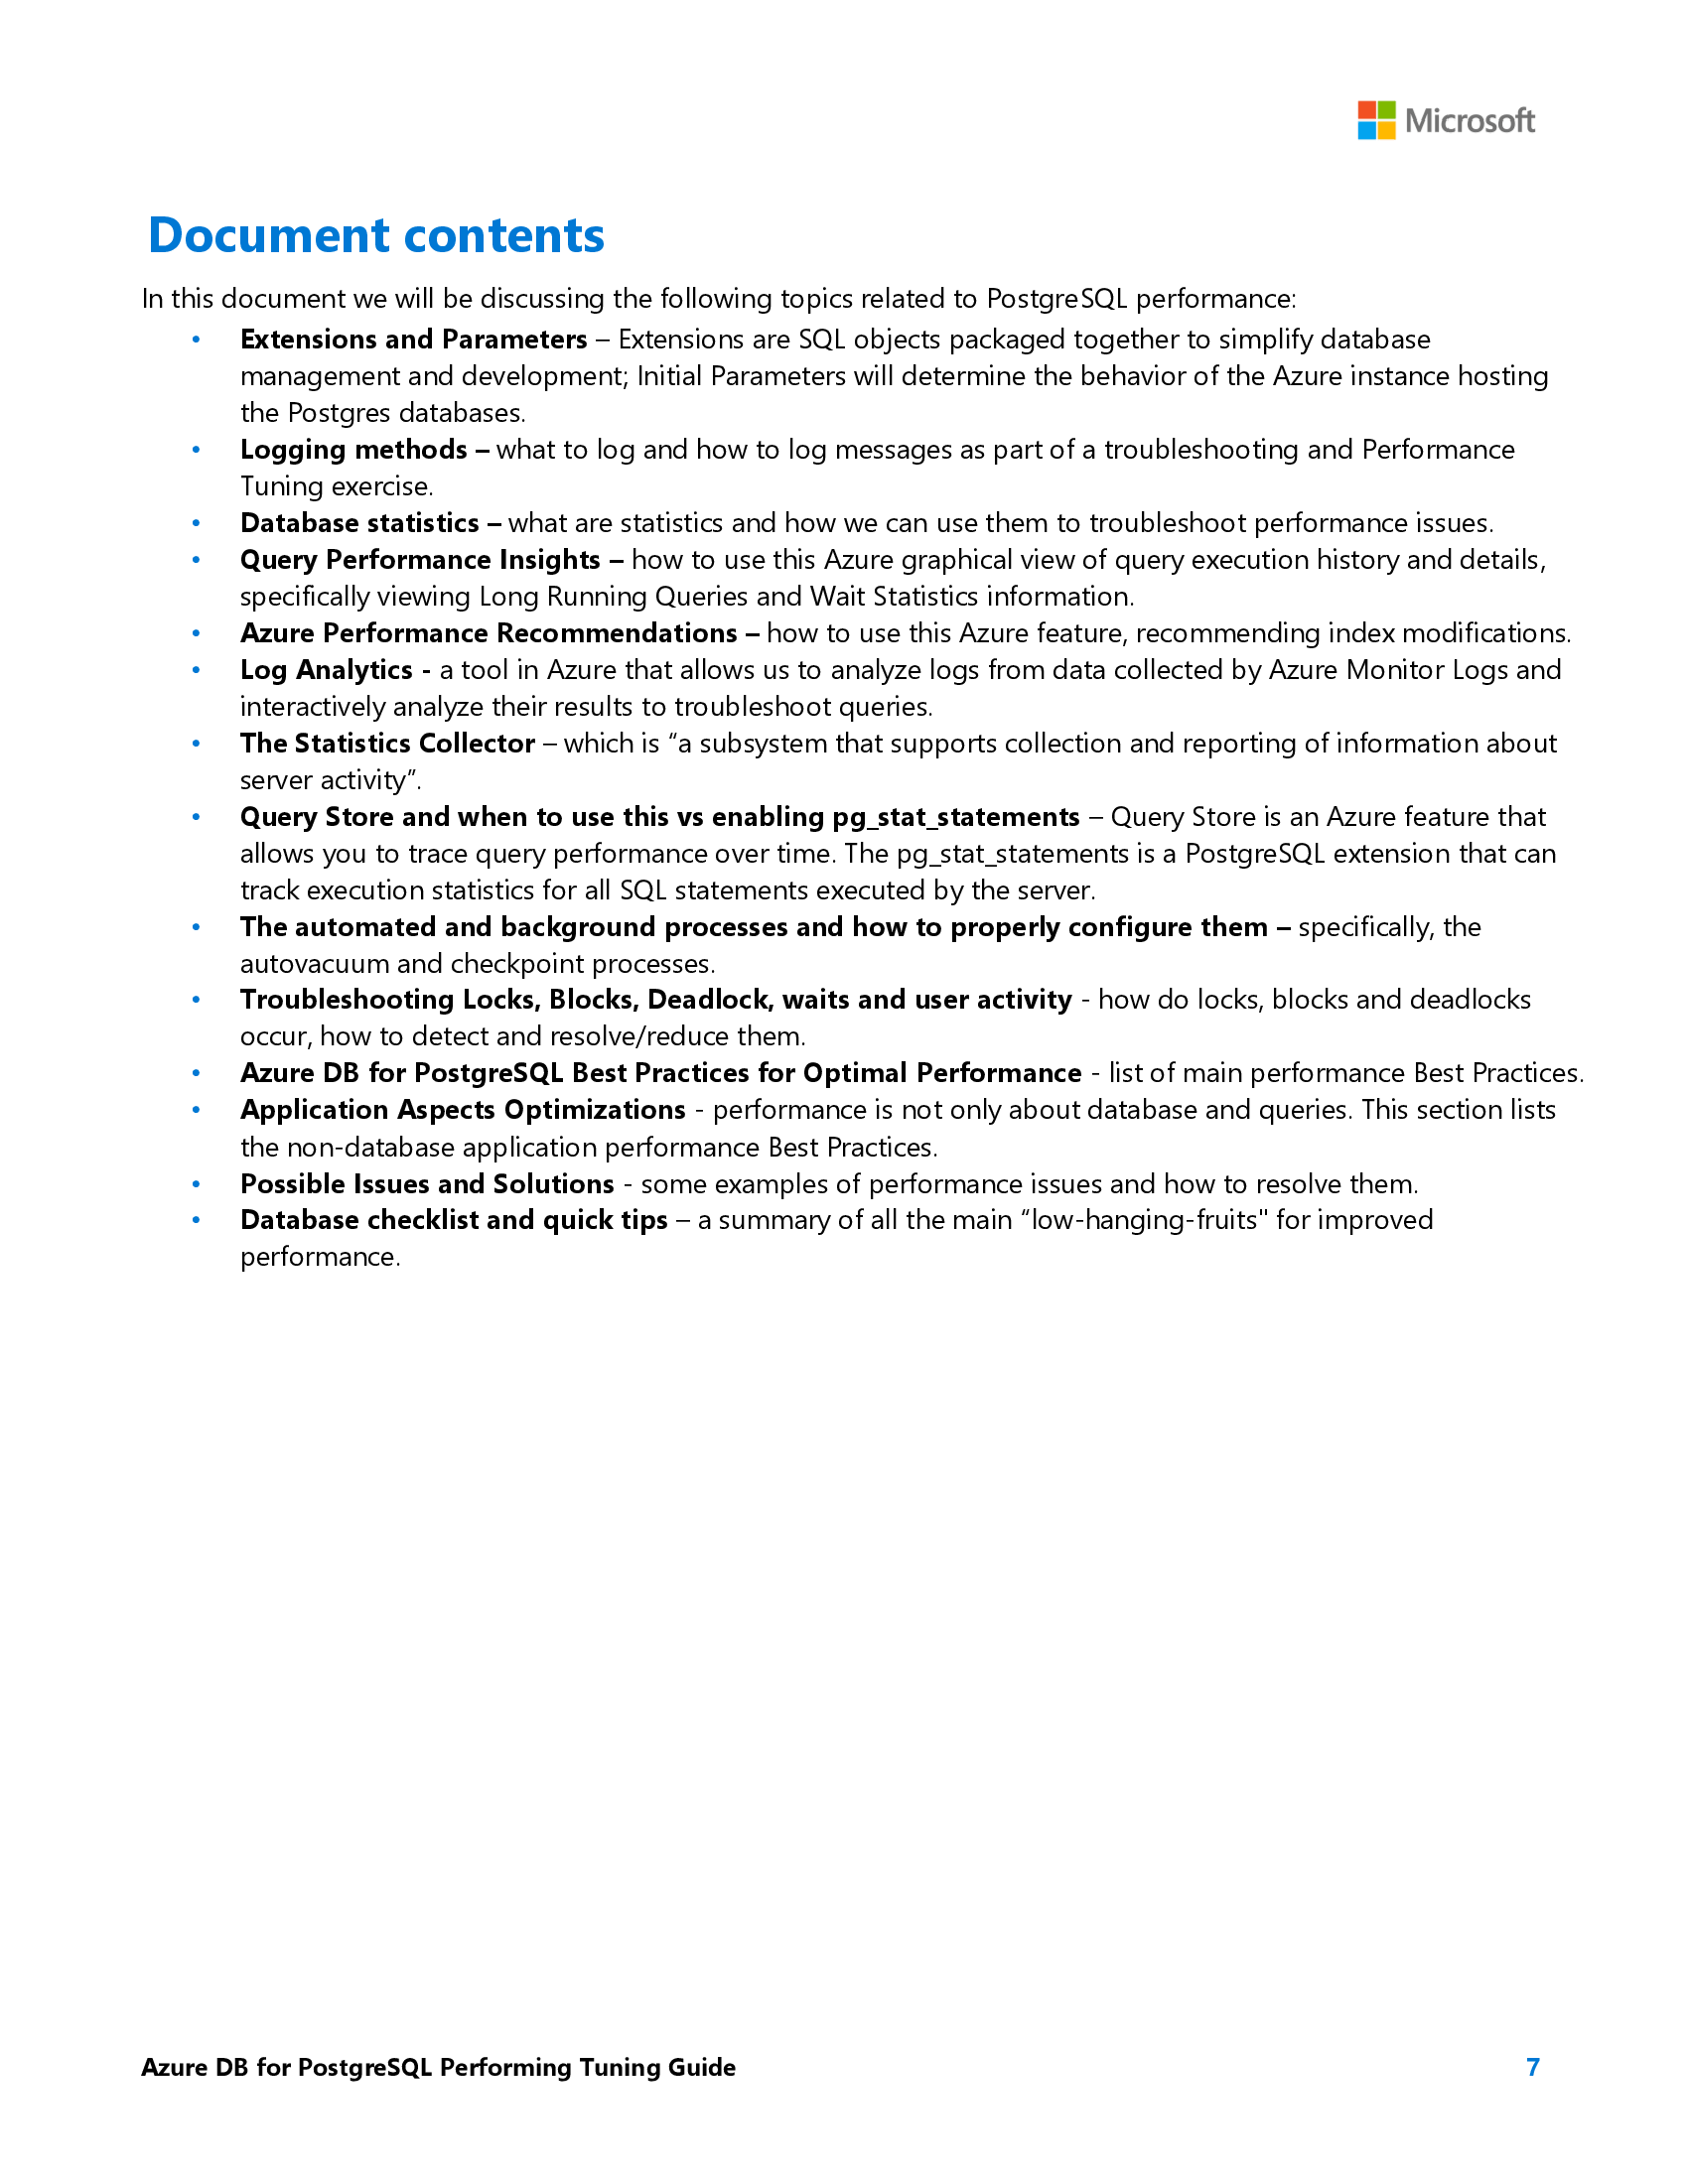 Microsoft
Document contents
In this document we will be discussing the following topics related to PostgreSQL performance:
• Extensions and Parameters – Extensions are SQL objects packaged together to simplify database
management and development; Initial Parameters will determine the behavior of the Azure instance hosting
the Postgres databases.
• Logging methods – what to log and how to log messages as part of a troubleshooting and Performance
Tuning exercise.
• Database statistics – what are statistics and how we can use them to troubleshoot performance issues.
• Query Performance Insights – how to use this Azure graphical view of query execution history and details,
specifically viewing Long Running Queries and Wait Statistics information.
• Azure Performance Recommendations – how to use this Azure feature, recommending index modifications.
• Log Analytics - a tool in Azure that allows us to analyze logs from data collected by Azure Monitor Logs and
interactively analyze their results to troubleshoot queries.
• The Statistics Collector – which is “a subsystem that supports collection and reporting of information about
server activity”.
• Query Store and when to use this vs enabling pg_stat_statements – Query Store is an Azure feature that
allows you to trace query performance over time. The pg_stat_statements is a PostgreSQL extension that can
track execution statistics for all SQL statements executed by the server.
• The automated and background processes and how to properly configure them – specifically, the
autovacuum and checkpoint processes.
• Troubleshooting Locks, Blocks, Deadlock, waits and user activity - how do locks, blocks and deadlocks
occur, how to detect and resolve/reduce them.
• Azure DB for PostgreSQL Best Practices for Optimal Performance - list of main performance Best Practices.
• Application Aspects Optimizations - performance is not only about database and queries. This section lists
the non-database application performance Best Practices.
• Possible Issues and Solutions - some examples of performance issues and how to resolve them.
• Database checklist and quick tips – a summary of all the main “low-hanging-fruits" for improved
performance.
Azure DB for PostgreSQL Performing Tuning Guide 7